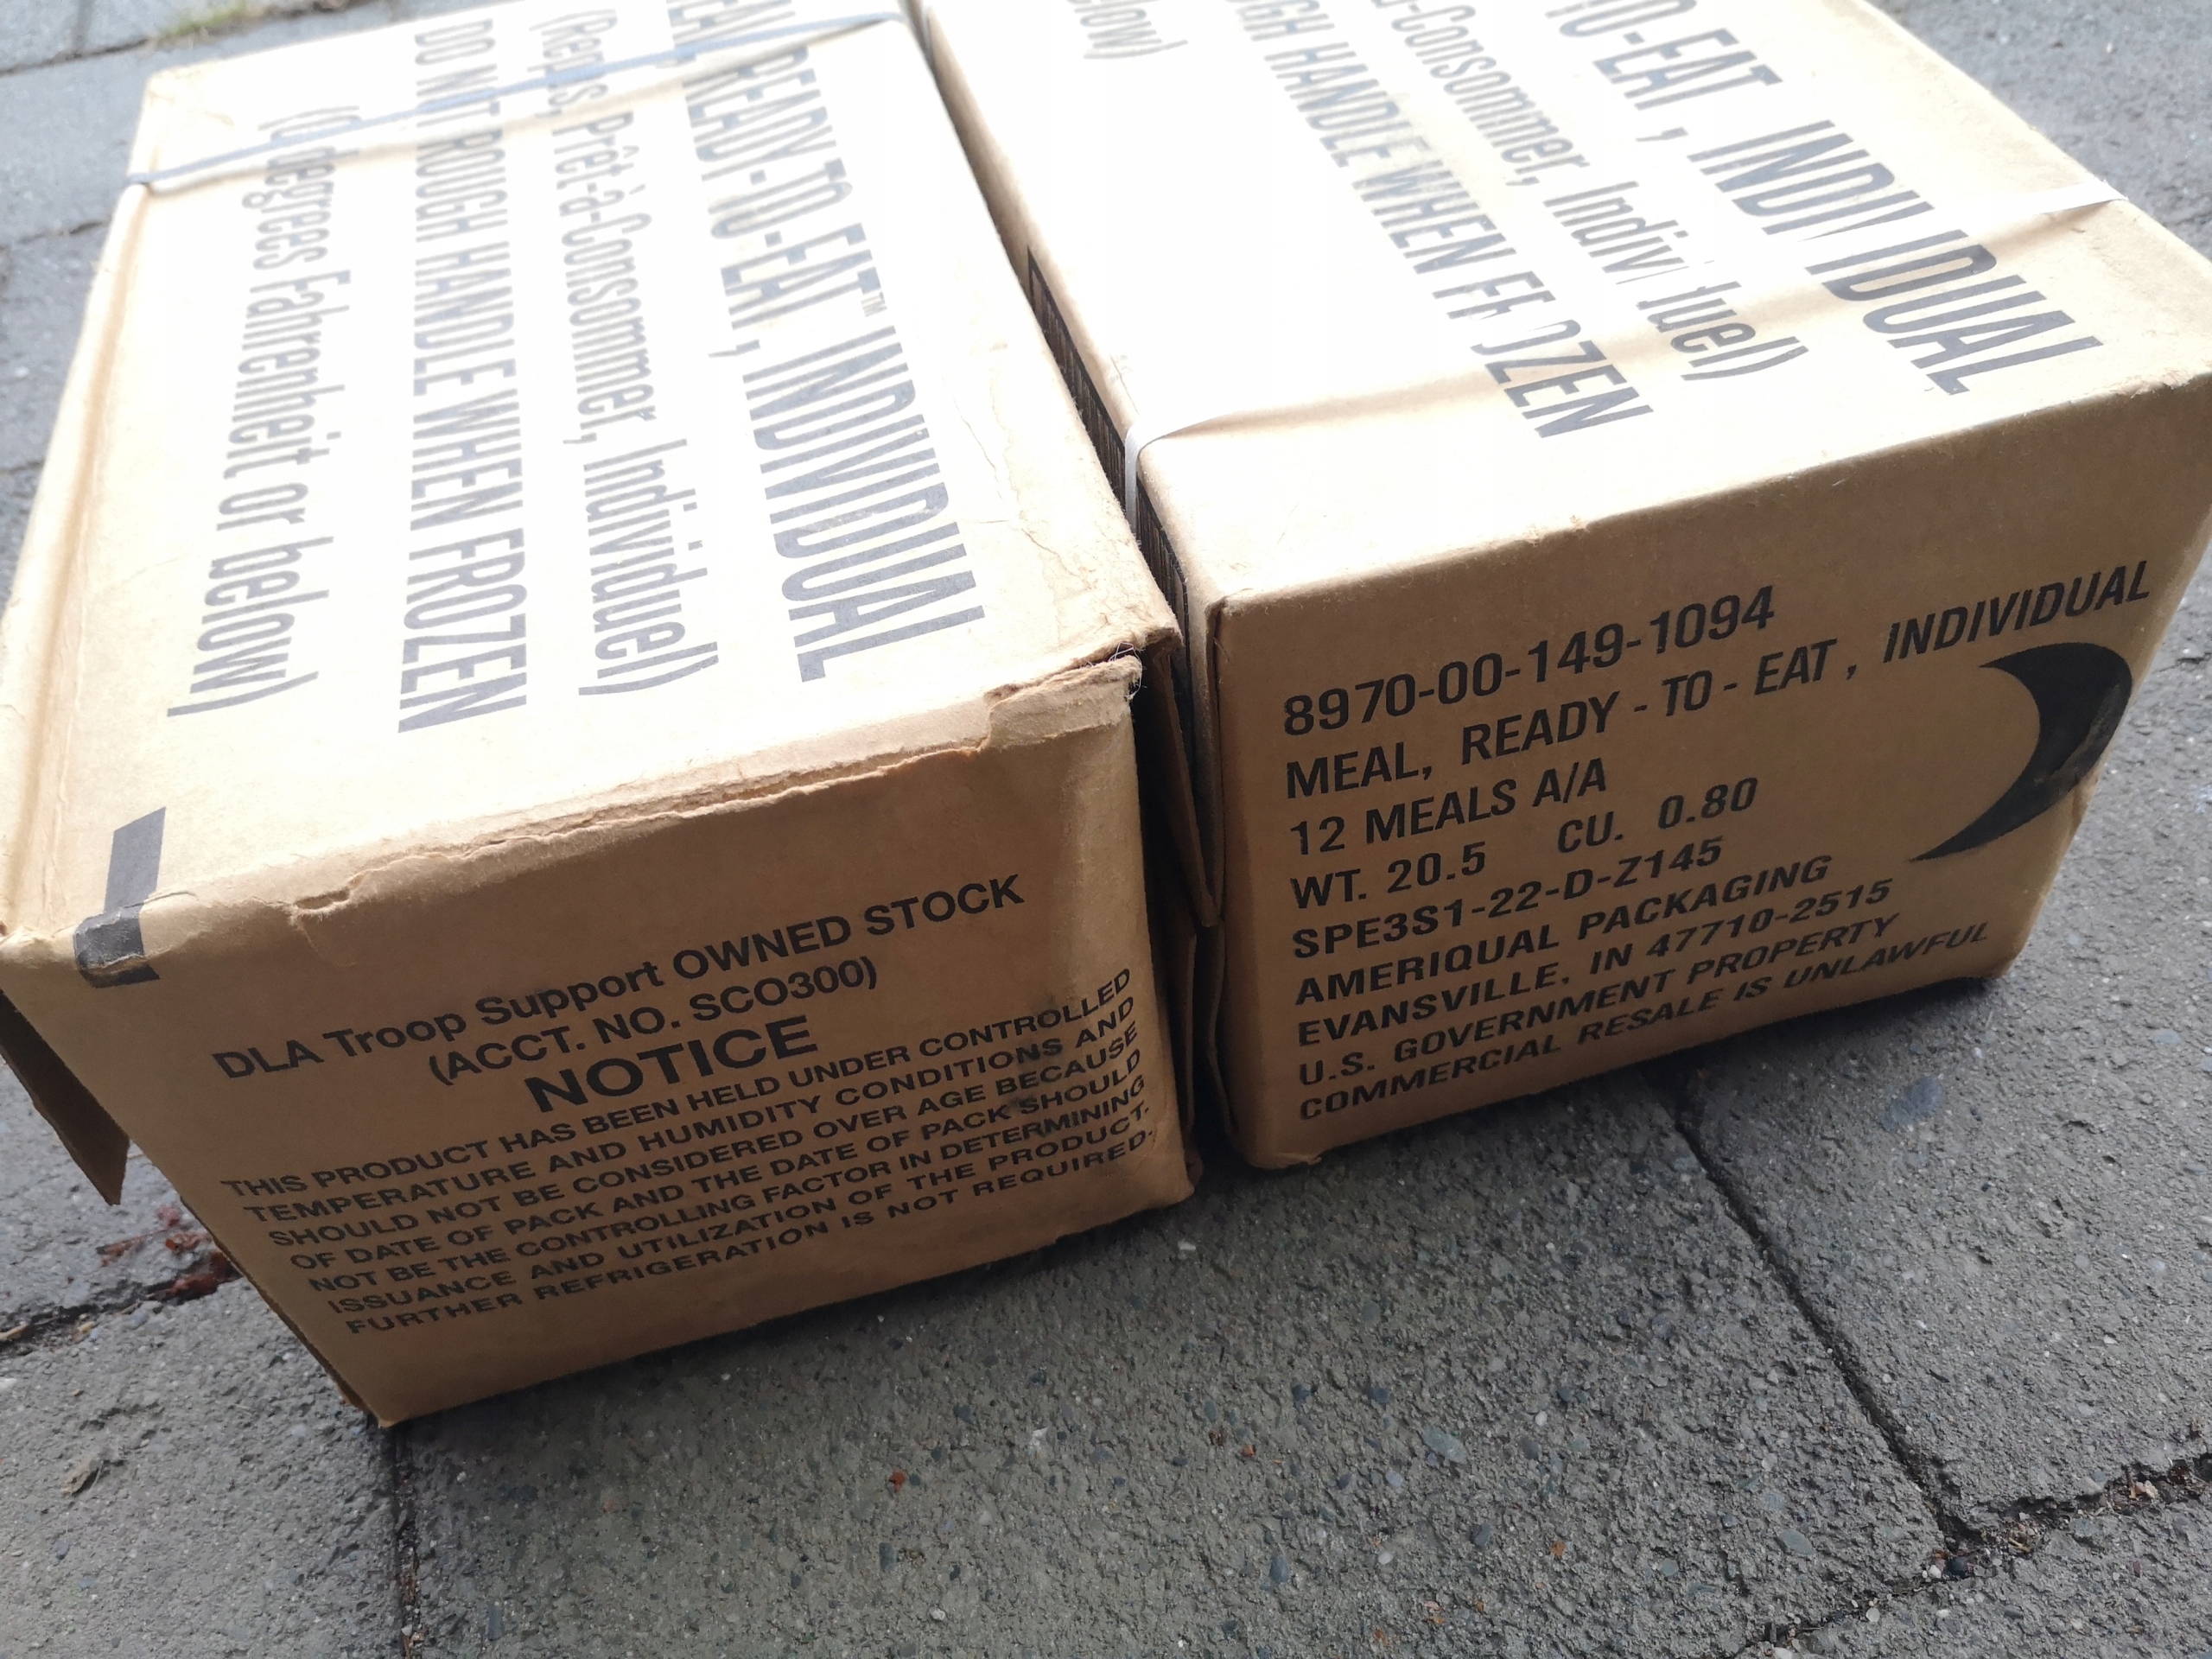 READY-TO-EAT™, INDIVIDUAL
(Repas, Prêt-à-Consommer, Individuel)
DO NOT ROUGH HANDLE WHEN FROZEN
degrees Fahrenheit or below)
DLA Troop Support OWNED STOCK
(ACCT. NO. SCO300)
NOTICE
THIS PRODUCT HAS BEEN HELD UNDER CONTROLLED
TEMPERATURE AND HUMIDITY CONDITIONS AND
SHOULD NOT BE CONSIDERED OVER AGE BECAUSE
OF DATE OF PACK AND THE DATE OF PACK SHOULD
NOT BE THE CONTROLLING FACTOR IN DETERMINING
ISSUANCE AND UTILIZATION OF THE PRODUCT.
FURTHER REFRIGERATION IS NOT REQUIRED.
TO-EAT, INDIVIDUAL
à-Consommer, Individuel)
HANDLE WHEN FROZEN
below)
8970-00-149-1094
MEAL, READY - TO - EAT , INDIVIDUAL
12 MEALS A/A
WT. 20.5 CU. 0.80
SPE3S1-22-D-Z145
AMERIQUAL PACKAGING
EVANSVILLE, IN 47710-2515
U.S. GOVERNMENT PROPERTY
COMMERCIAL RESALE IS UNLAWFUL